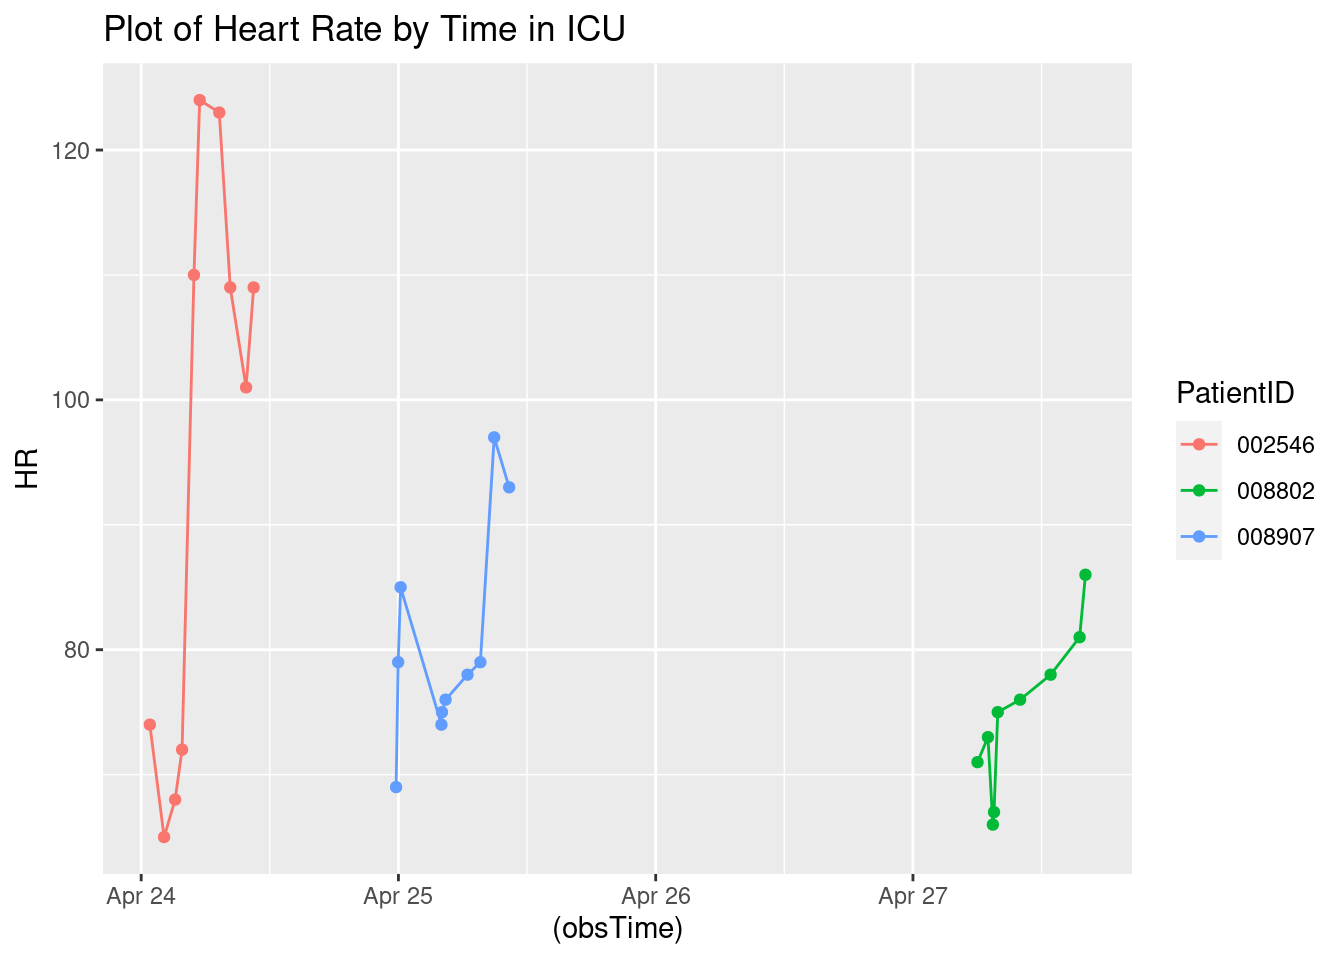 Plot of Heart Rate by Time in ICU
120
100
80
HR
Apr 24
Apr 25
Apr 26
Apr 27
(obsTime)
PatientID
002546
008802
008907